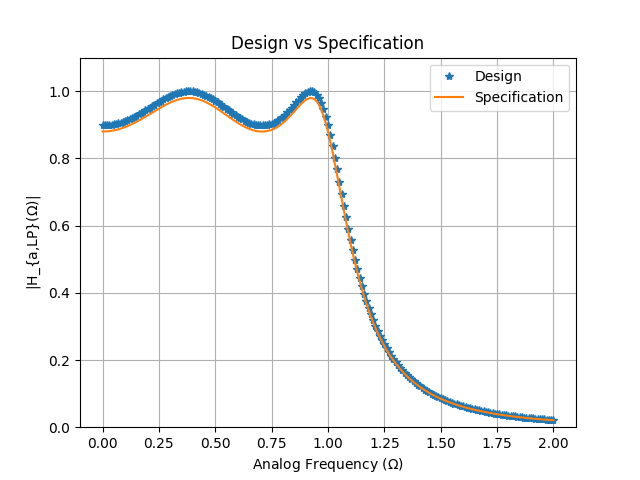 Design vs Specification
Design
Specification
|H_{a,LP}(Ω)|
1.0
0.8
0.6
0.4
0.2
0.0
0.00 0.25 0.50 0.75 1.00 1.25 1.50 1.75 2.00
Analog Frequency (Ω)